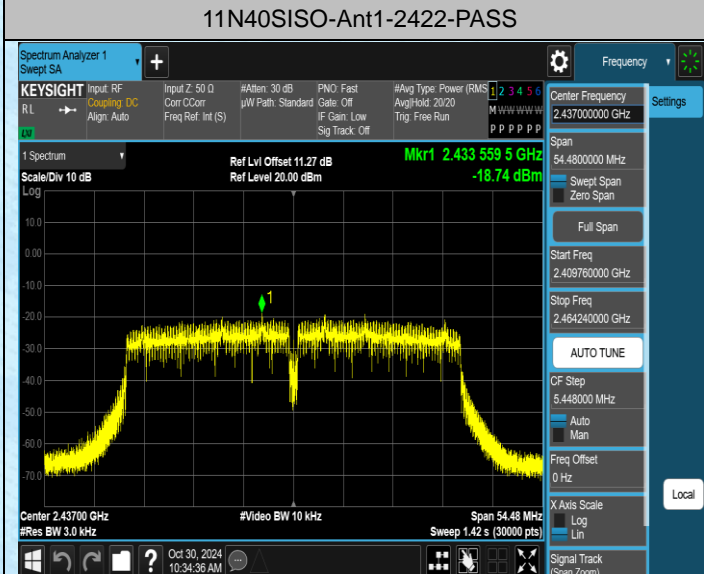 11N40SISO-Ant1-2422-PASS
Spectrum Analyzer 1
Swept SA
Frequency
KEYSIGHT
RL
LXI
Input: RF
Coupling: DC
Align: Auto
Input Z: 50 Ω
Corr CCorr
Freq Ref: Int (S)
#Atten: 30 dB
µW Path: Standard
PNO: Fast
Gate: Off
IF Gain: Low
Sig Track: Off
#Avg Type: Power (RMS
Avg|Hold: 20/20
Trig: Free Run
1 2 3 4 5 6
M W W W W W
P P P P P P
1 Spectrum
Scale/Div 10 dB
Ref Lvl Offset 11.27 dB
Ref Level 20.00 dBm
Mkr1 2.433 559 5 GHz
-18.74 dBm
Log
10.0
0.00
-10.0
-20.0
-30.0
-40.0
-50.0
-60.0
-70.0
1
Center 2.43700 GHz
#Res BW 3.0 kHz
#Video BW 10 kHz
Span 54.48 MHz
Sweep 1.42 s (30000 pts)
?
Oct 30, 2024
10:34:36 AM
Center Frequency
2.437000000 GHz
Settings
Span
54.4800000 MHz
Swept Span
Zero Span
Full Span
Start Freq
2.409760000 GHz
Stop Freq
2.464240000 GHz
AUTO TUNE
CF Step
5.448000 MHz
Auto
Man
Freq Offset
0 Hz
X Axis Scale
Log
Lin
Local
Signal Track
(Span Zoom)